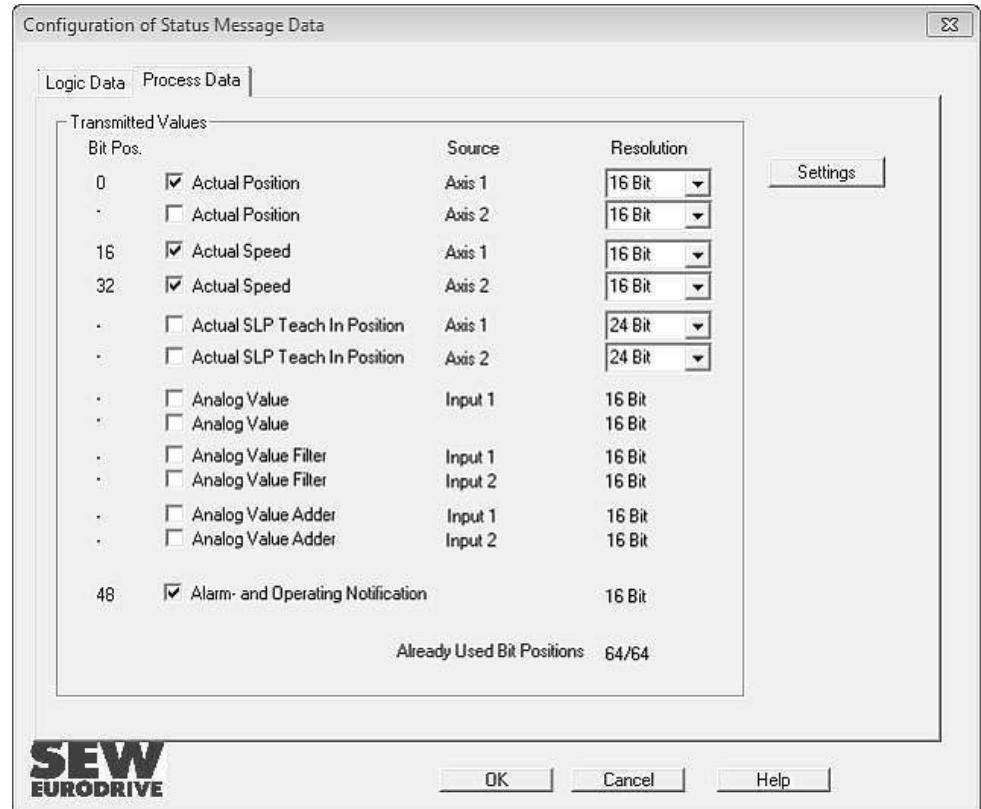 Configuration of Status Message Data
Logic Data Process Data
Transmitted Values
Bit Pos. Source Resolution
Settings
0 Actual Position Axis 1 16 Bit
. Actual Position Axis 2 16 Bit
16 Actual Speed Axis 1 16 Bit
32 Actual Speed Axis 2 16 Bit
. Actual SLP Teach In Position Axis 1 24 Bit
. Actual SLP Teach In Position Axis 2 24 Bit
. Analog Value Input 1 16 Bit
. Analog Value 16 Bit
. Analog Value Filter Input 1 16 Bit
. Analog Value Filter Input 2 16 Bit
. Analog Value Adder Input 1 16 Bit
. Analog Value Adder Input 2 16 Bit
48 Alarm- and Operating Notification 16 Bit
Already Used Bit Positions 64/64
SEW
EURODRIVE
OK Cancel Help